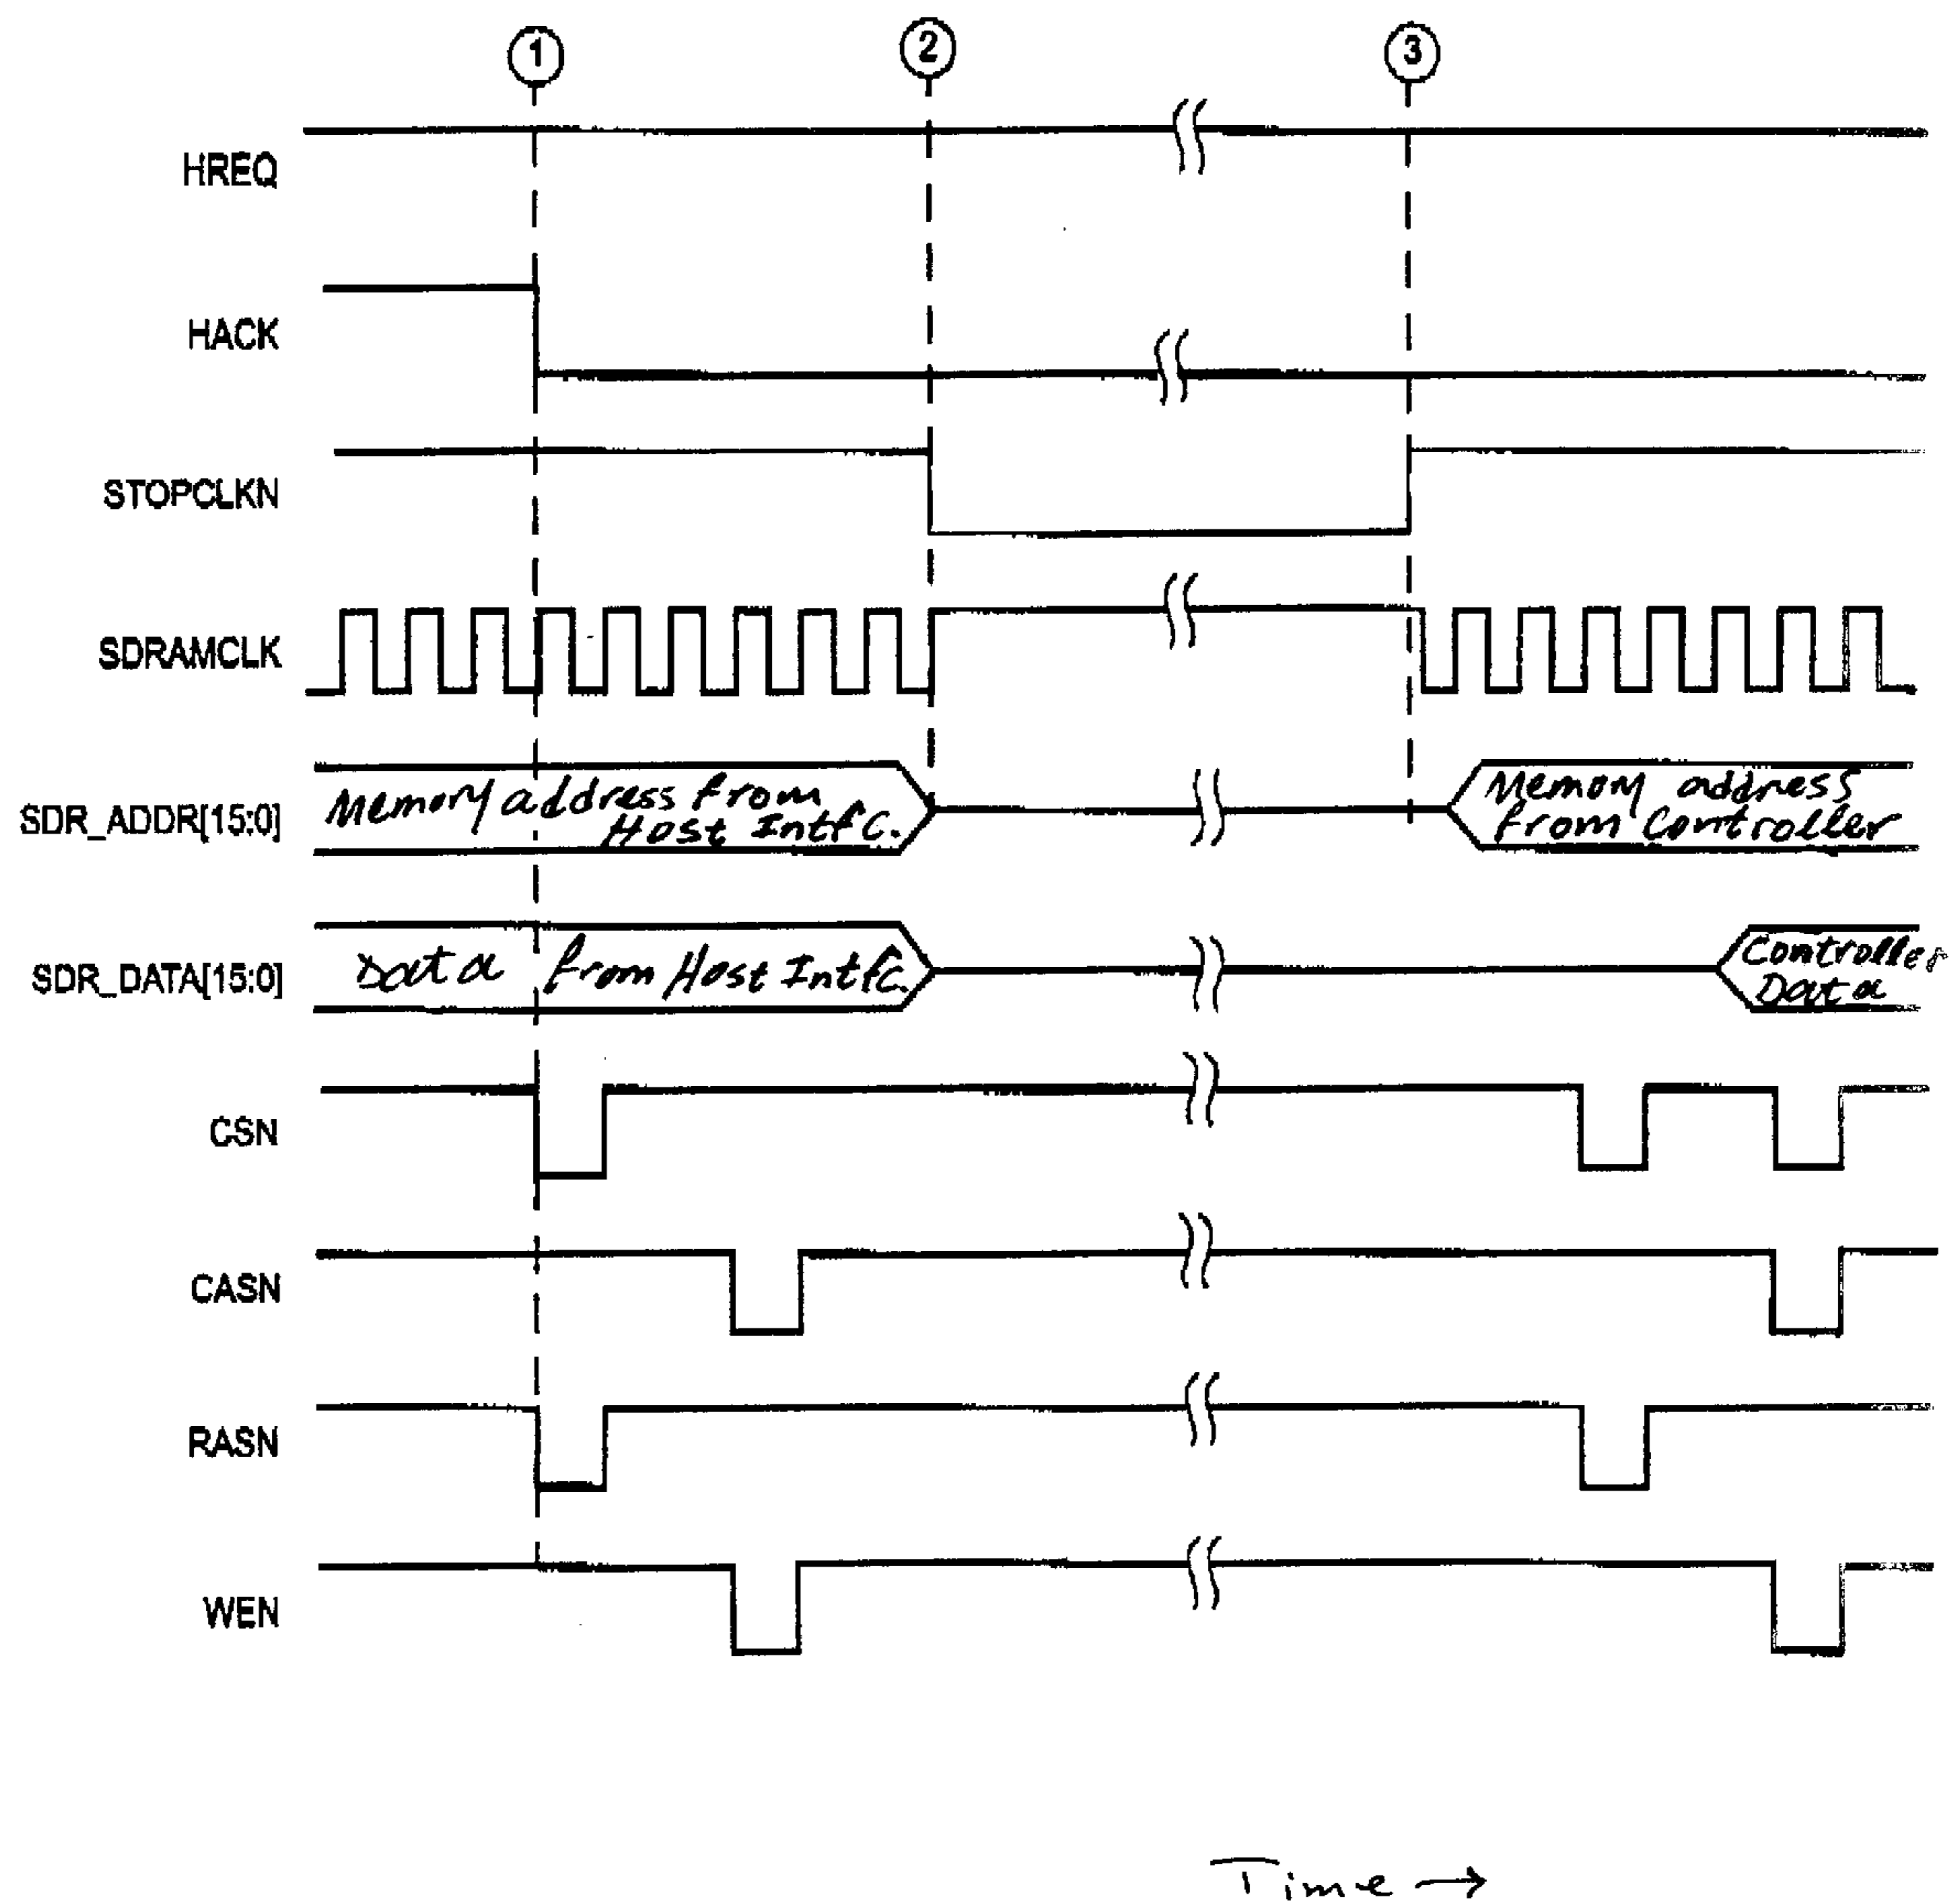 1
2
3
HREQ
HACK
STOPCLKN
SDRAMCLK
SDR_ADDR[15:0]
Memory address from
Host Intfc.
Memory address
from Controller
SDR_DATA[15:0]
Data from Host Intfc.
Controller
Data
CSN
CASN
RASN
WEN
Time →